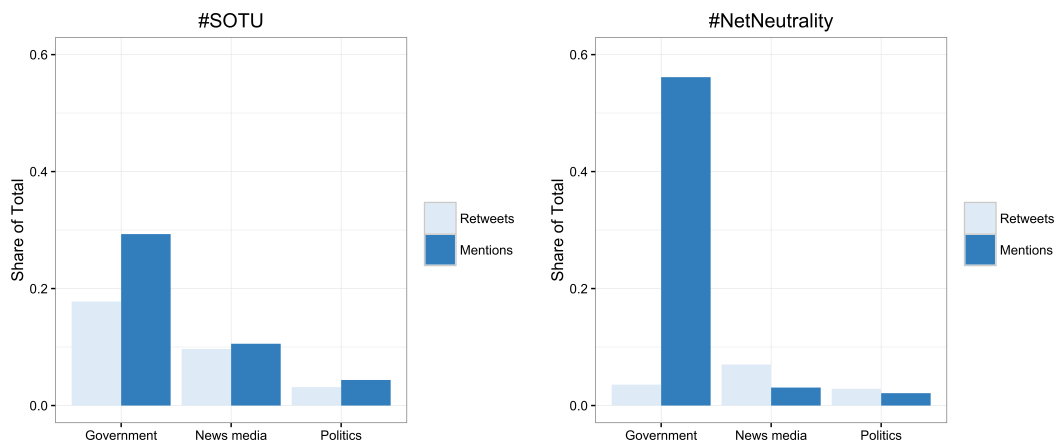 #SOTU
0.6
0.4
0.2
0.0
Share of Total
Government News media Politics
Retweets
Mentions
#NetNeutrality
0.6
0.4
0.2
0.0
Share of Total
Government News media Politics
Retweets
Mentions